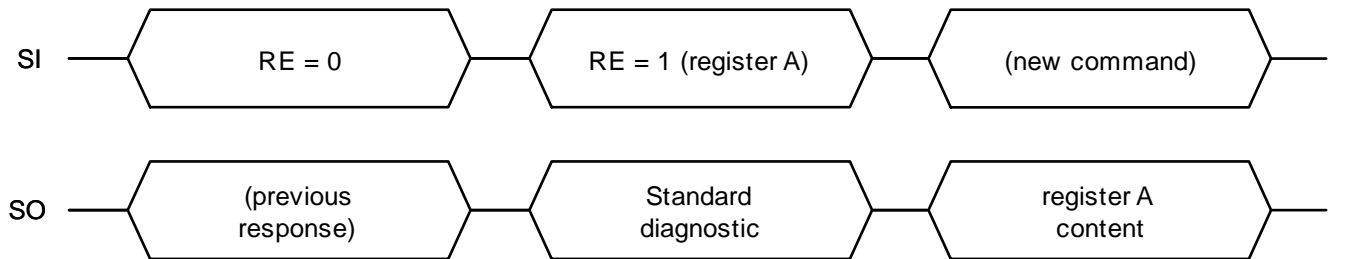 SI
RE = 0
RE = 1 (register A)
(new command)
SO
(previous
response)
Standard
diagnostic
register A
content